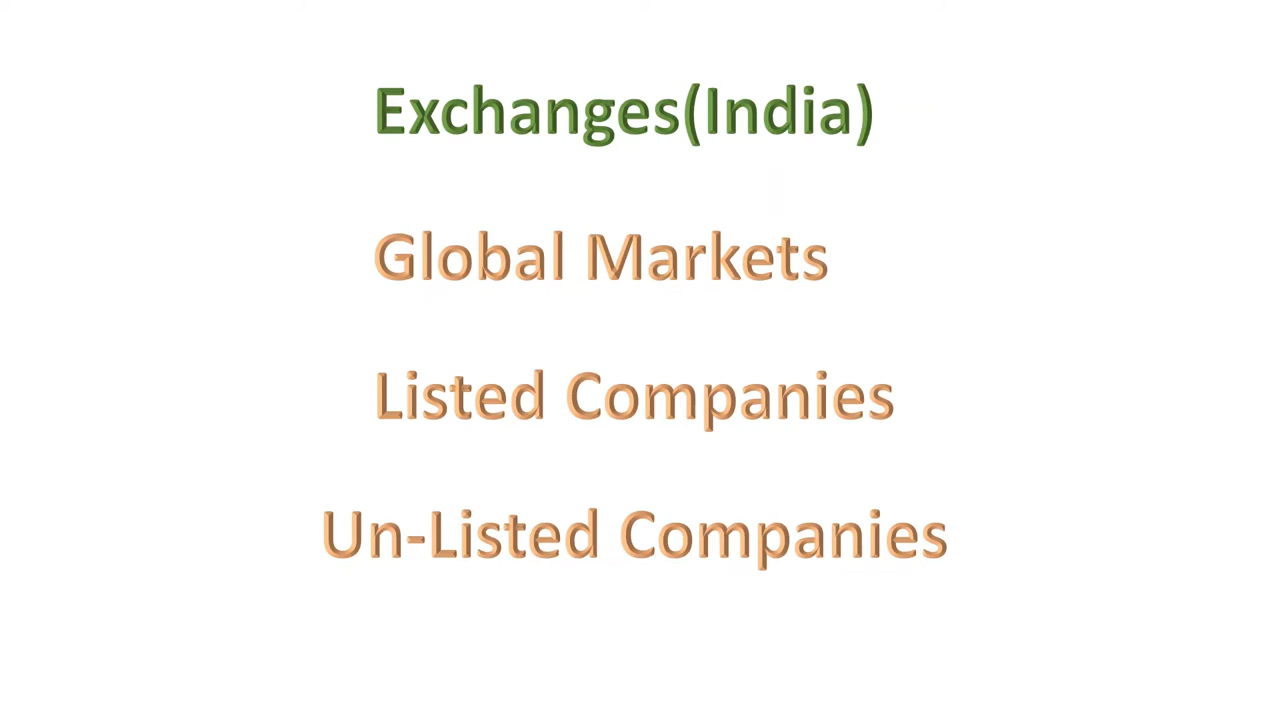 Exchanges(India)
Global Markets
Listed Companies
Un-Listed Companies